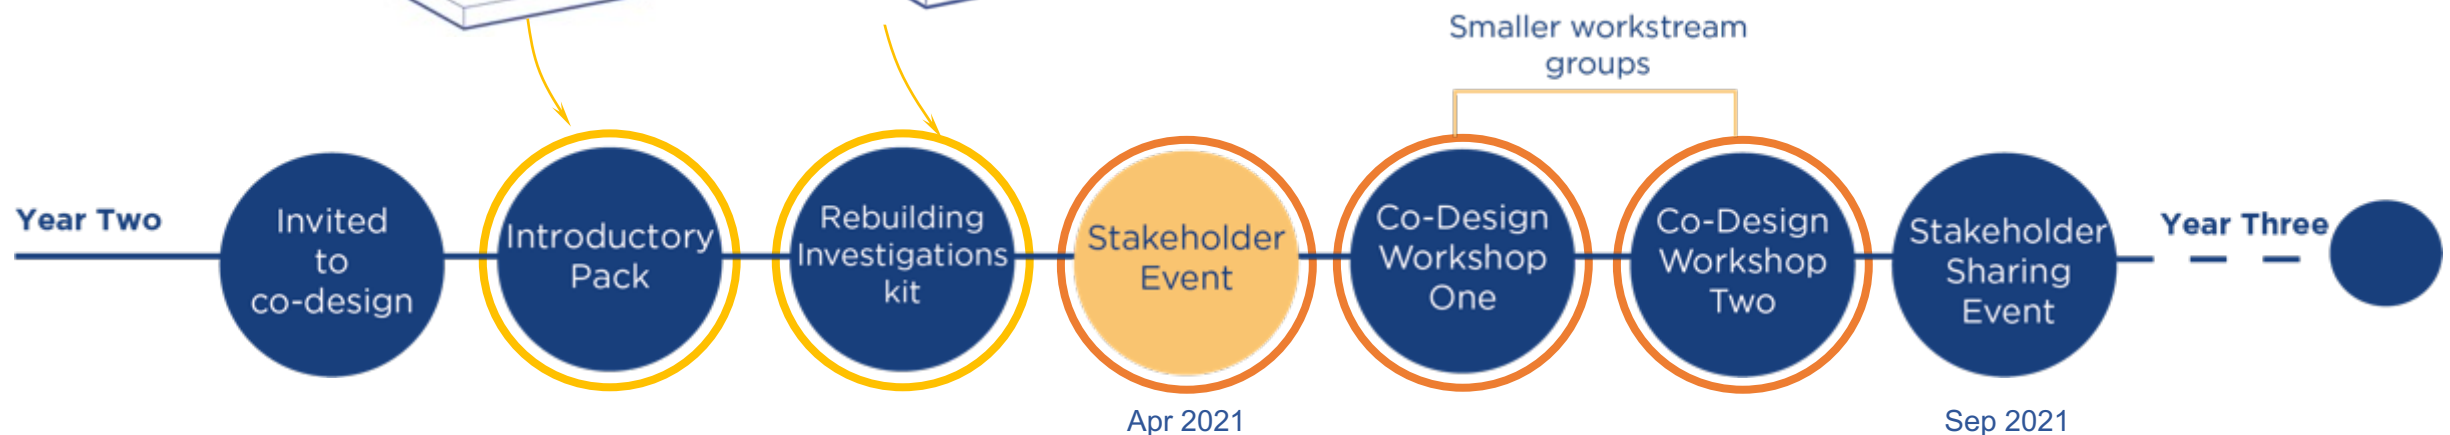 Smaller workstream
groups
Year Two
Invited
to
co-design
Introductory
Pack
Rebuilding
Investigations
kit
Stakeholder
Event
Co-Design
Workshop
One
Co-Design
Workshop
Two
Stakeholder
Sharing
Event
Year Three
Apr 2021
Sep 2021